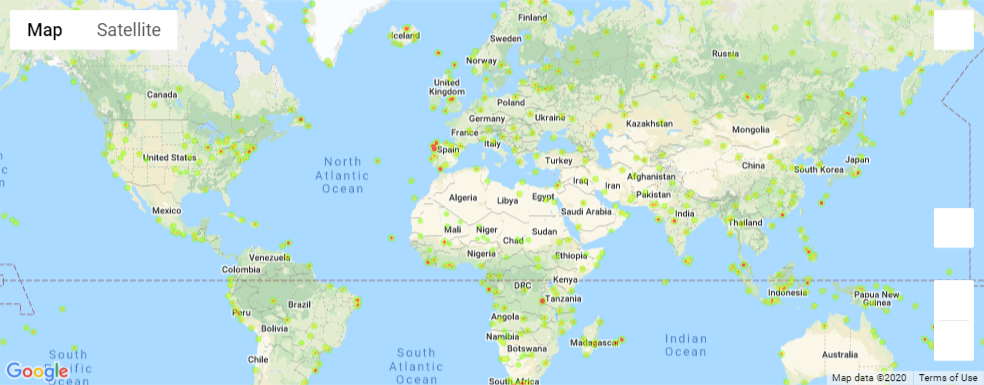 Map Satellite
Iceland
Finland
Sweden
Norway
Russia
Canada
United
Kingdom
Poland
Germany
Ukraine
Kazakhstan
France
Mongolia
Spain
Italy
United States
Turkey
China
Japan
South Korea
North
Atlantic
Ocean
Iraq
Iran
Afghanistan
Pakistan
Algeria
Libya
Egypt
Mexico
Saudi Arabia
India
Thailand
Mali
Niger
Chad
Sudan
Nigeria
Ethiopia
Venezuela
Colombia
Kenya
DRC
Indonesia
Papua New
Guinea
Tanzania
Brazil
Peru
Angola
Bolivia
Namibia
Madagascar
Botswana
Indian
Ocean
Chile
South
Pacific
Ocean
South
Atlantic
Ocean
Australia
South Africa
Google
Map data ©2020 Terms of Use